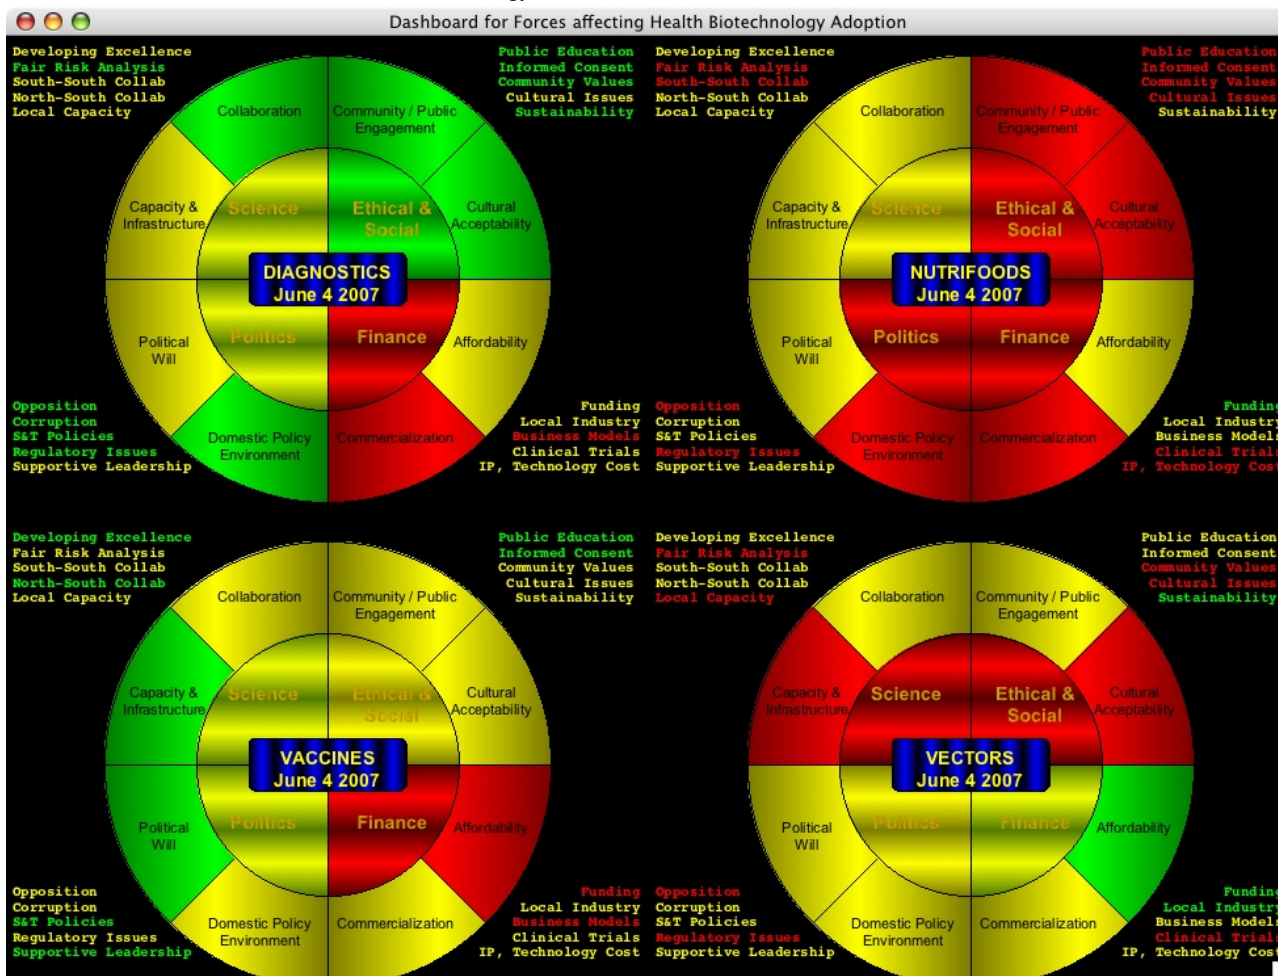 Dashboard for Forces affecting Health Biotechnology Adoption
Developing Excellence
Fair Risk Analysis
South-South Collab
North-South Collab
Local Capacity
Public Education
Informed Consent
Community Values
Cultural Issues
Sustainability
Collaboration
Community / Public
Engagement
Capacity &
Infrastructure
Science
Ethical &
Social
Cultural
Acceptability
DIAGNOSTICS
June 4 2007
Political
Will
Politics
Finance
Affordability
Domestic Policy
Environment
Commercialization
Opposition
Corruption
S&T Policies
Regulatory Issues
Supportive Leadership
Funding
Local Industry
Business Models
Clinical Trials
IP, Technology Cost
Developing Excellence
Fair Risk Analysis
South-South Collab
North-South Collab
Local Capacity
Public Education
Informed Consent
Community Values
Cultural Issues
Sustainability
Collaboration
Community / Public
Engagement
Capacity &
Infrastructure
Science
Ethical &
Social
Cultural
Acceptability
NUTRIFOODS
June 4 2007
Political
Will
Politics
Finance
Affordability
Domestic Policy
Environment
Commercialization
Opposition
Corruption
S&T Policies
Regulatory Issues
Supportive Leadership
Funding
Local Industry
Business Models
Clinical Trials
IP, Technology Cost
Developing Excellence
Fair Risk Analysis
South-South Collab
North-South Collab
Local Capacity
Public Education
Informed Consent
Community Values
Cultural Issues
Sustainability
Collaboration
Community / Public
Engagement
Capacity &
Infrastructure
Science
Ethical &
Social
Cultural
Acceptability
VACCINES
June 4 2007
Political
Will
Politics
Finance
Affordability
Domestic Policy
Environment
Commercialization
Opposition
Corruption
S&T Policies
Regulatory Issues
Supportive Leadership
Funding
Local Industry
Business Models
Clinical Trials
IP, Technology Cost
Developing Excellence
Fair Risk Analysis
South-South Collab
North-South Collab
Local Capacity
Public Education
Informed Consent
Community Values
Cultural Issues
Sustainability
Collaboration
Community / Public
Engagement
Capacity &
Infrastructure
Science
Ethical &
Social
Cultural
Acceptability
VECTORS
June 4 2007
Political
Will
Politics
Finance
Affordability
Domestic Policy
Environment
Commercialization
Opposition
Corruption
S&T Policies
Regulatory Issues
Supportive Leadership
Funding
Local Industry
Business Models
Clinical Trials
IP, Technology Cost